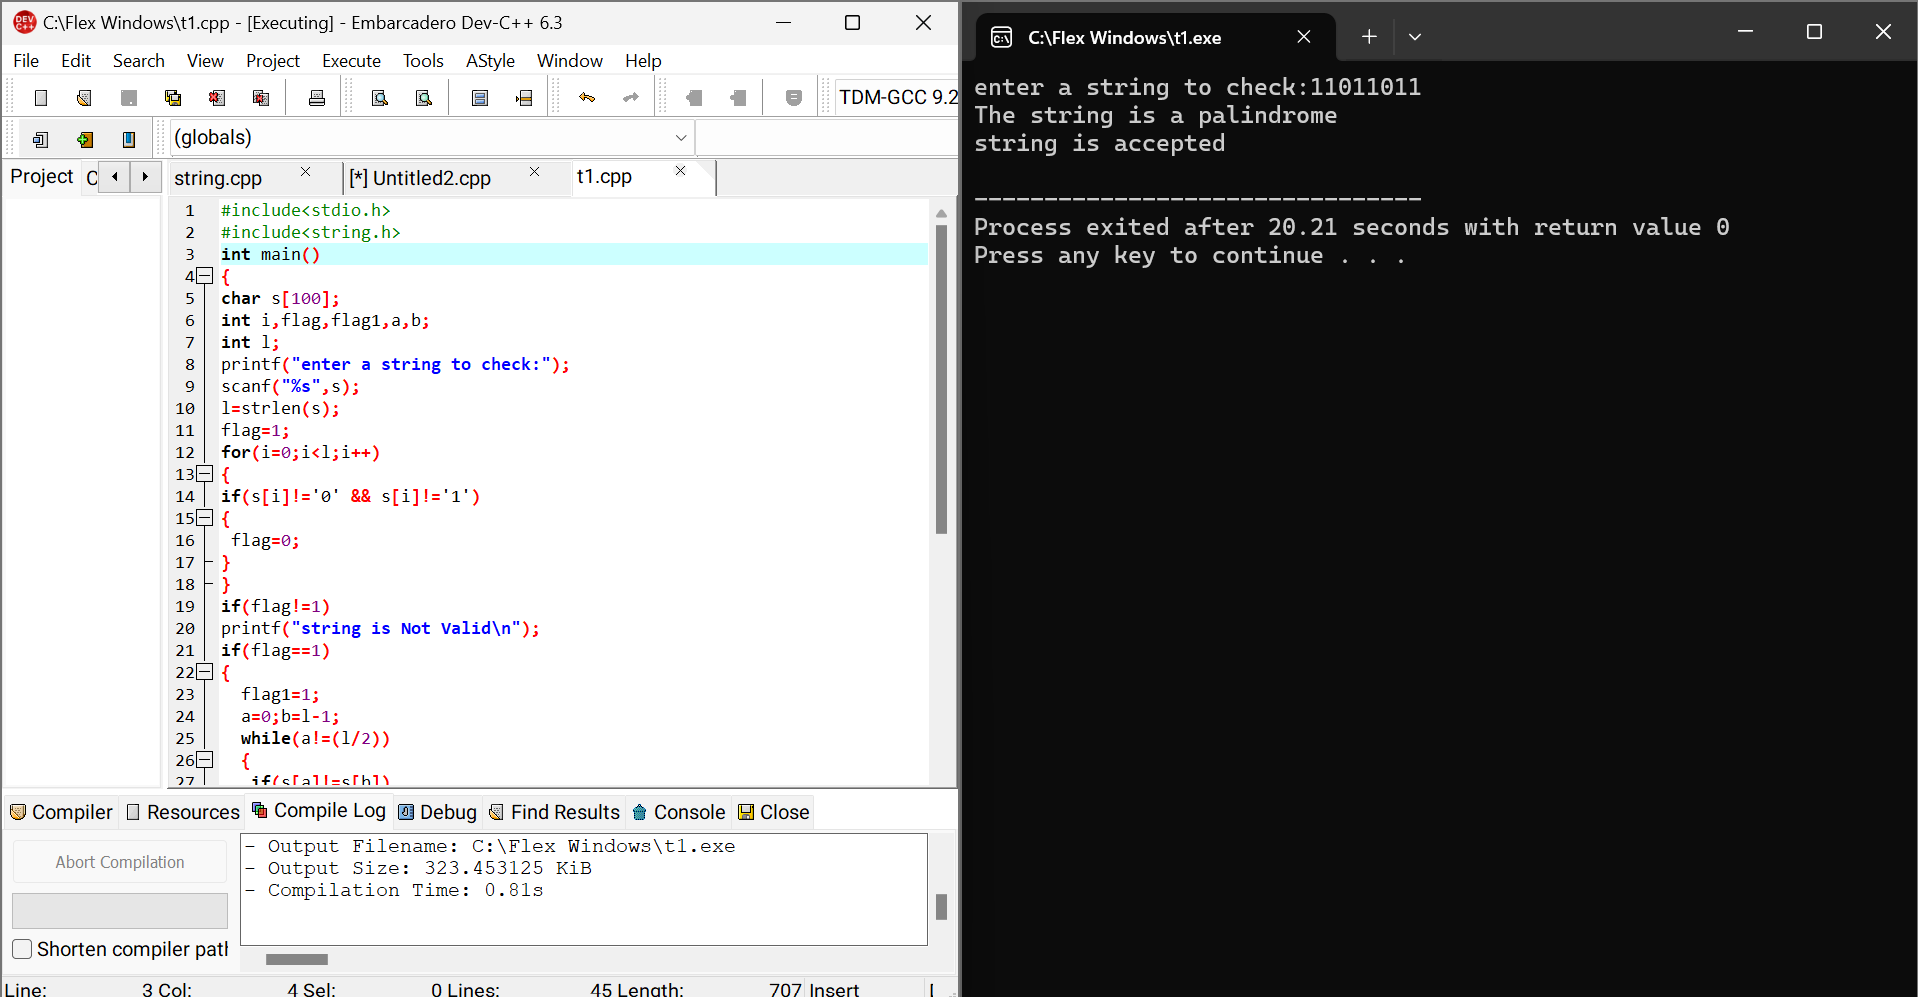 C:\Flex Windows\t1.cpp - [Executing] - Embarcadero Dev-C++ 6.3
File Edit Search View Project Execute Tools AStyle Window Help
TDM-GCC 9.2
(globals)
Project C string.cpp [*] Untitled2.cpp t1.cpp
1 #include<stdio.h>
2 #include<string.h>
3 int main()
4 {
5 char s[100];
6 int i,flag,flag1,a,b;
7 int l;
8 printf("enter a string to check:");
9 scanf("%s",s);
10 l=strlen(s);
11 flag=1;
12 for(i=0;i<l;i++)
13 {
14 if(s[i]!='0' && s[i]!='1')
15 {
16 flag=0;
17 }
18 }
19 if(flag!=1)
20 printf("string is Not Valid\n");
21 if(flag==1)
22 {
23 flag1=1;
24 a=0;b=l-1;
25 while(a!=(l/2))
26 {
27 if(s[a]!=s[b])
Compiler Resources Compile Log Debug Find Results Console Close
Abort Compilation
Shorten compiler path
- Output Filename: C:\Flex Windows\t1.exe
- Output Size: 323.453125 KiB
- Compilation Time: 0.81s
Line: 3 Col: 4 Sel: 0 Lines: 45 Length: 707 Insert
C:\Flex Windows\t1.exe
enter a string to check:11011011
The string is a palindrome
string is accepted
--------------------------------
Process exited after 20.21 seconds with return value 0
Press any key to continue . . .